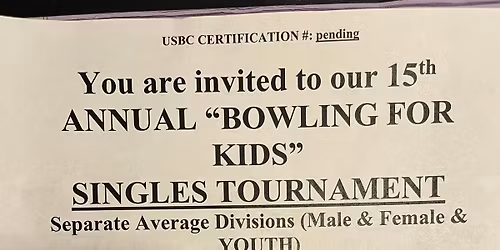 USBC CERTIFICATION #: pending
You are invited to our 15th
ANNUAL “BOWLING FOR
KIDS”
SINGLES TOURNAMENT
Separate Average Divisions (Male & Female &
YOUTH)